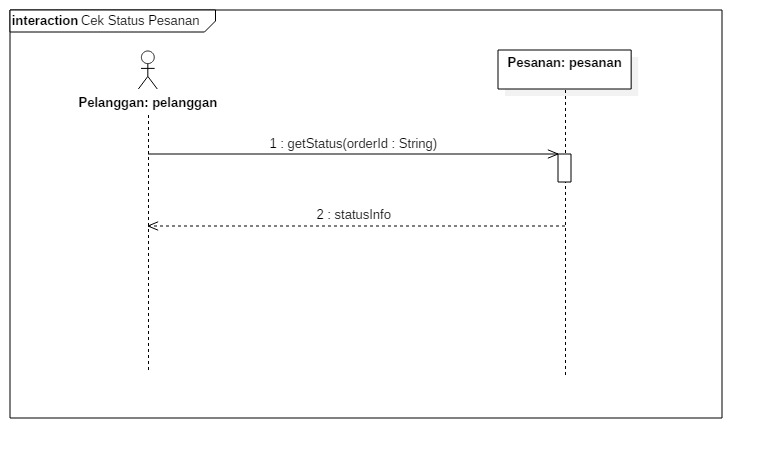 interaction Cek Status Pesanan
Pelanggan: pelanggan
Pesanan: pesanan
1 : getStatus(orderId : String)
2 : statusInfo